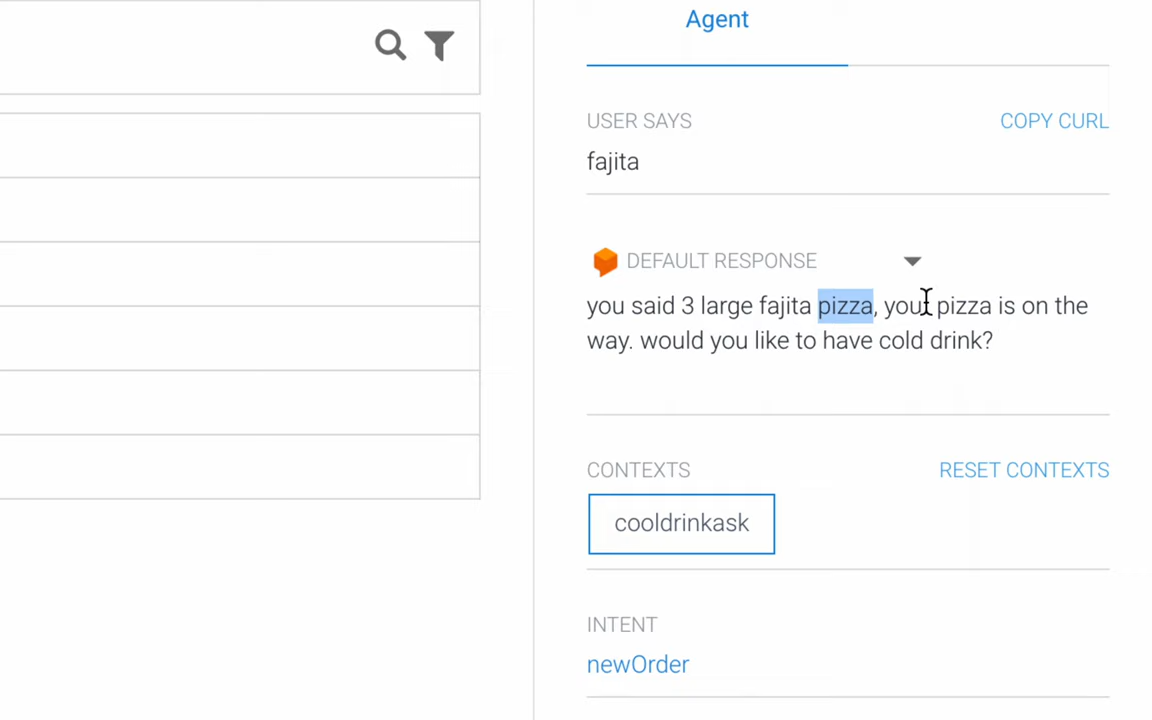 Agent
USER SAYS
COPY CURL
fajita
DEFAULT RESPONSE
you said 3 large fajita pizza, your pizza is on the
way. would you like to have cold drink?
CONTEXTS
RESET CONTEXTS
cooldrinkask
INTENT
newOrder